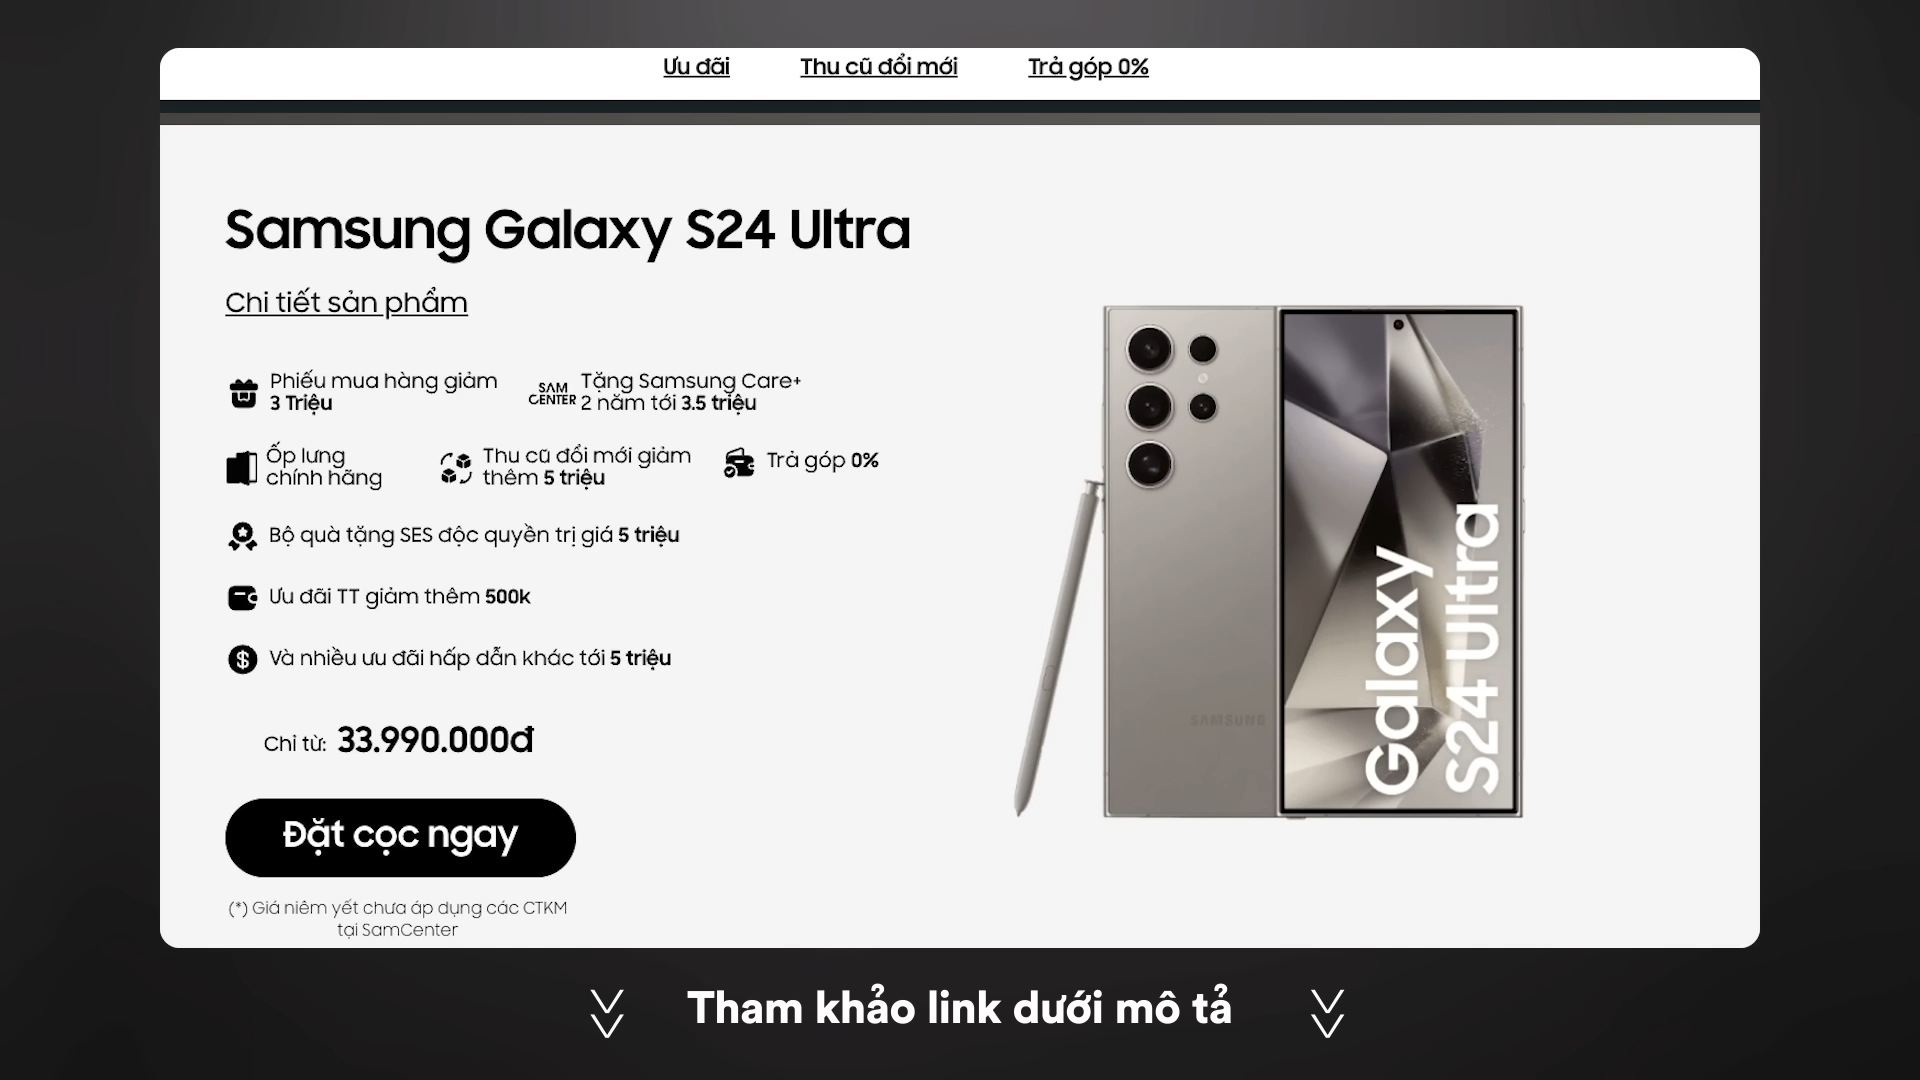 Ưu đãi
Thu cũ đổi mới
Trả góp 0%
Samsung Galaxy S24 Ultra
Chi tiết sản phẩm
Phiếu mua hàng giảm
3 Triệu
SAM
CENTER
Tặng Samsung Care+
2 năm tới 3.5 triệu
Ốp lưng
chính hãng
Thu cũ đổi mới giảm
thêm 5 triệu
Trả góp 0%
Bộ quà tặng SES độc quyền trị giá 5 triệu
Ưu đãi TT giảm thêm 500k
Và nhiều ưu đãi hấp dẫn khác tới 5 triệu
Chỉ từ: 33.990.000đ
Đặt cọc ngay
(*) Giá niêm yết chưa áp dụng các CTKM
tại SamCenter
SAMSUNG
Galaxy
S24 Ultra
Tham khảo link dưới mô tả